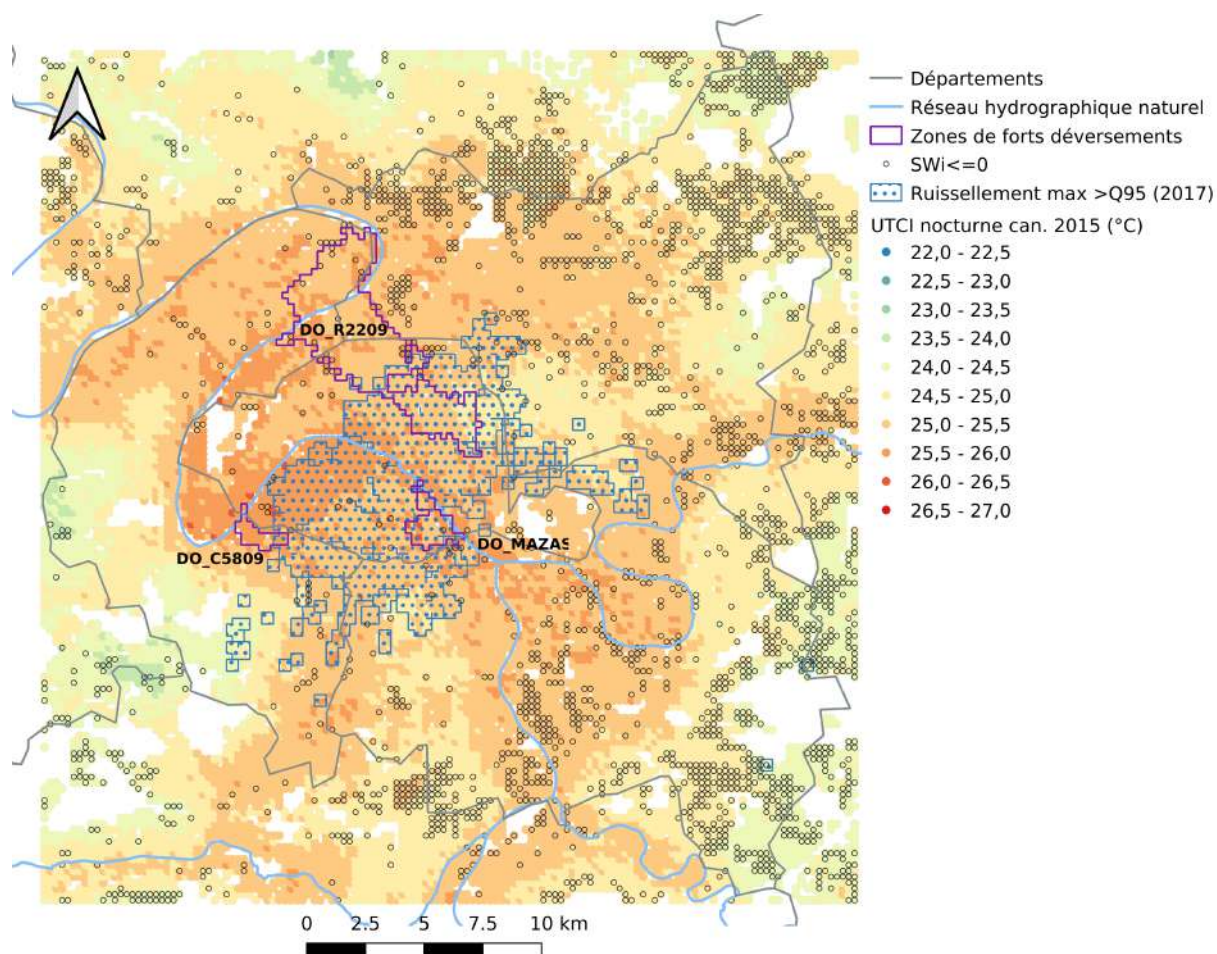 Départements
Réseau hydrographique naturel
Zones de forts déversements
SWi<=0
Ruissellement max >Q95 (2017)
UTCI nocturne can. 2015 (°C)
22,0 - 22,5
22,5 - 23,0
23,0 - 23,5
23,5 - 24,0
24,0 - 24,5
24,5 - 25,0
25,0 - 25,5
25,5 - 26,0
26,0 - 26,5
26,5 - 27,0
DO_R2209
DO_C5809
DO_MAZAS
0 2.5 5 7.5 10 km